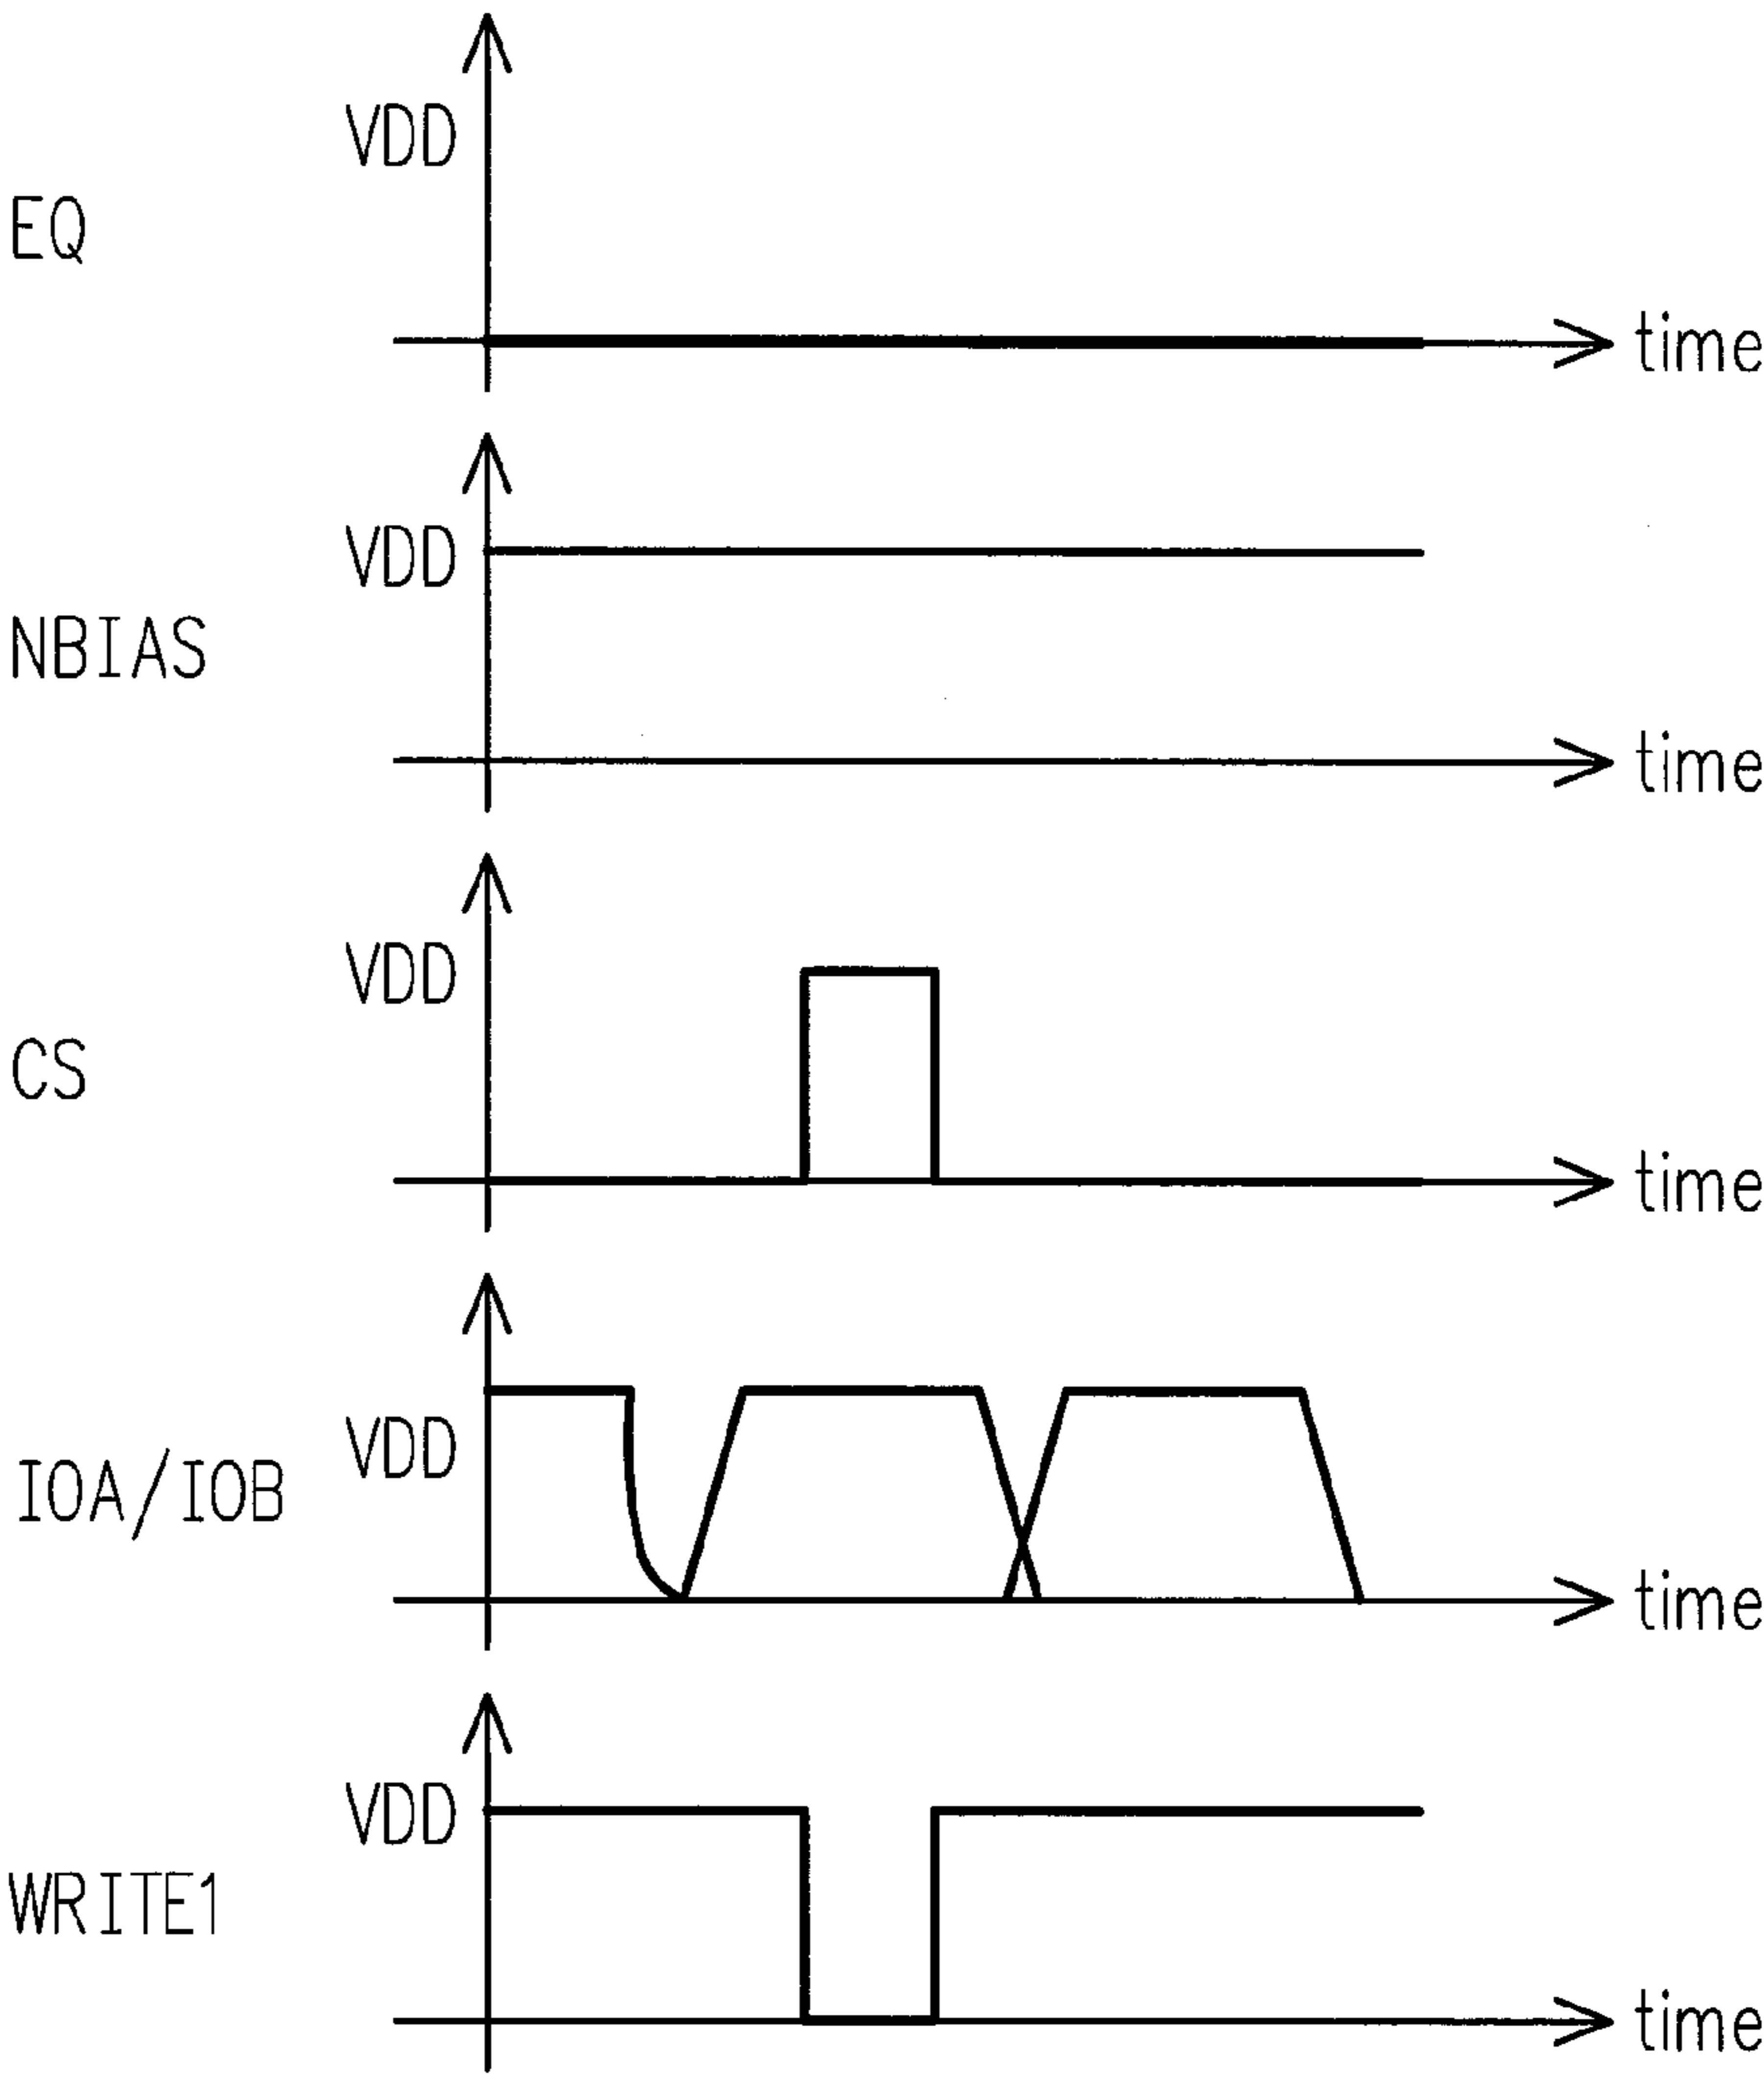 VDD
EQ
time
VDD
NBIAS
time
VDD
CS
time
VDD
IOA/IOB
time
VDD
WRITE1
time